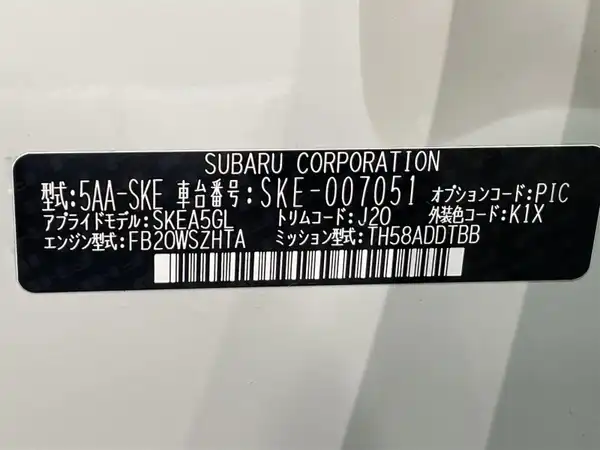 SUBARU CORPORATION
型式:5AA-SKE 車台番号:SKE-007051 オプションコード:PIC
アプライドモデル:SKEA5GL トリムコード:J20 外装色コード:K1X
エンジン型式:FB20WSZHTA ミッション型式:TH58ADDTBB